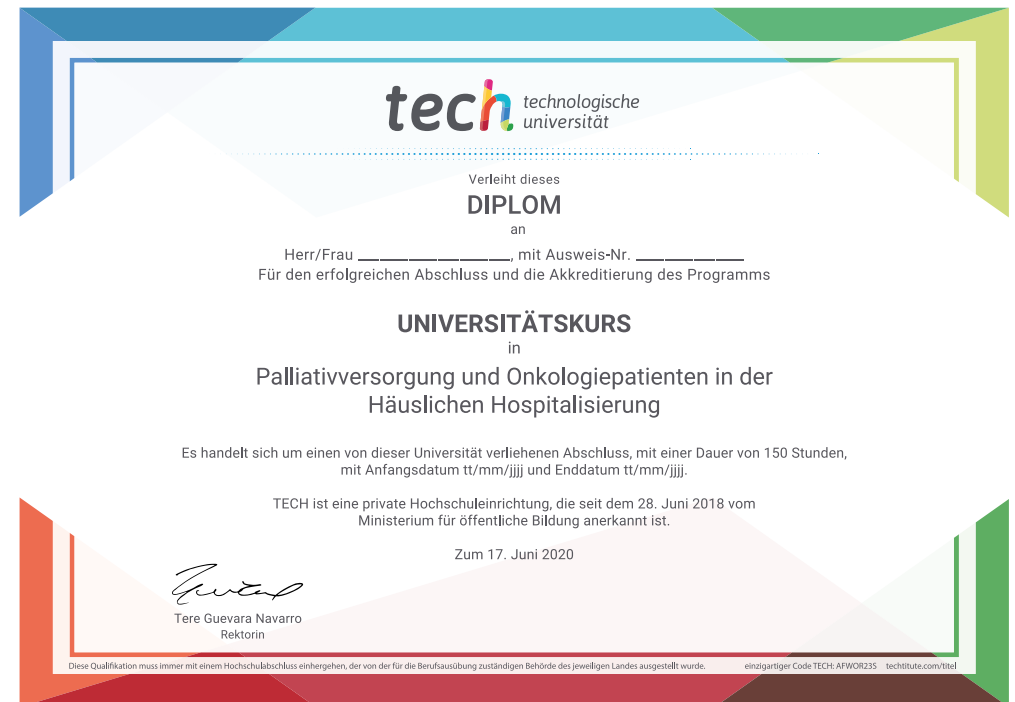 tech technologische
universität
Verleiht dieses
DIPLOM
an
Herr/Frau ________________, mit Ausweis-Nr. ____________
Für den erfolgreichen Abschluss und die Akkreditierung des Programms
UNIVERSITÄTSKURS
in
Palliativversorgung und Onkologiepatienten in der
Häuslichen Hospitalisierung
Es handelt sich um einen von dieser Universität verliehenen Abschluss, mit einer Dauer von 150 Stunden,
mit Anfangsdatum tt/mm/jjjj und Enddatum tt/mm/jjjj.
TECH ist eine private Hochschuleinrichtung, die seit dem 28. Juni 2018 vom
Ministerium für öffentliche Bildung anerkannt ist.
Zum 17. Juni 2020
Tere Guevara Navarro
Rektorin
Diese Qualifikation muss immer mit einem Hochschulabschluss einhergehen, der von der für die Berufsausübung zuständigen Behörde des jeweiligen Landes ausgestellt wurde. einzigartiger Code TECH: AFWOR23S techtitute.com/titel